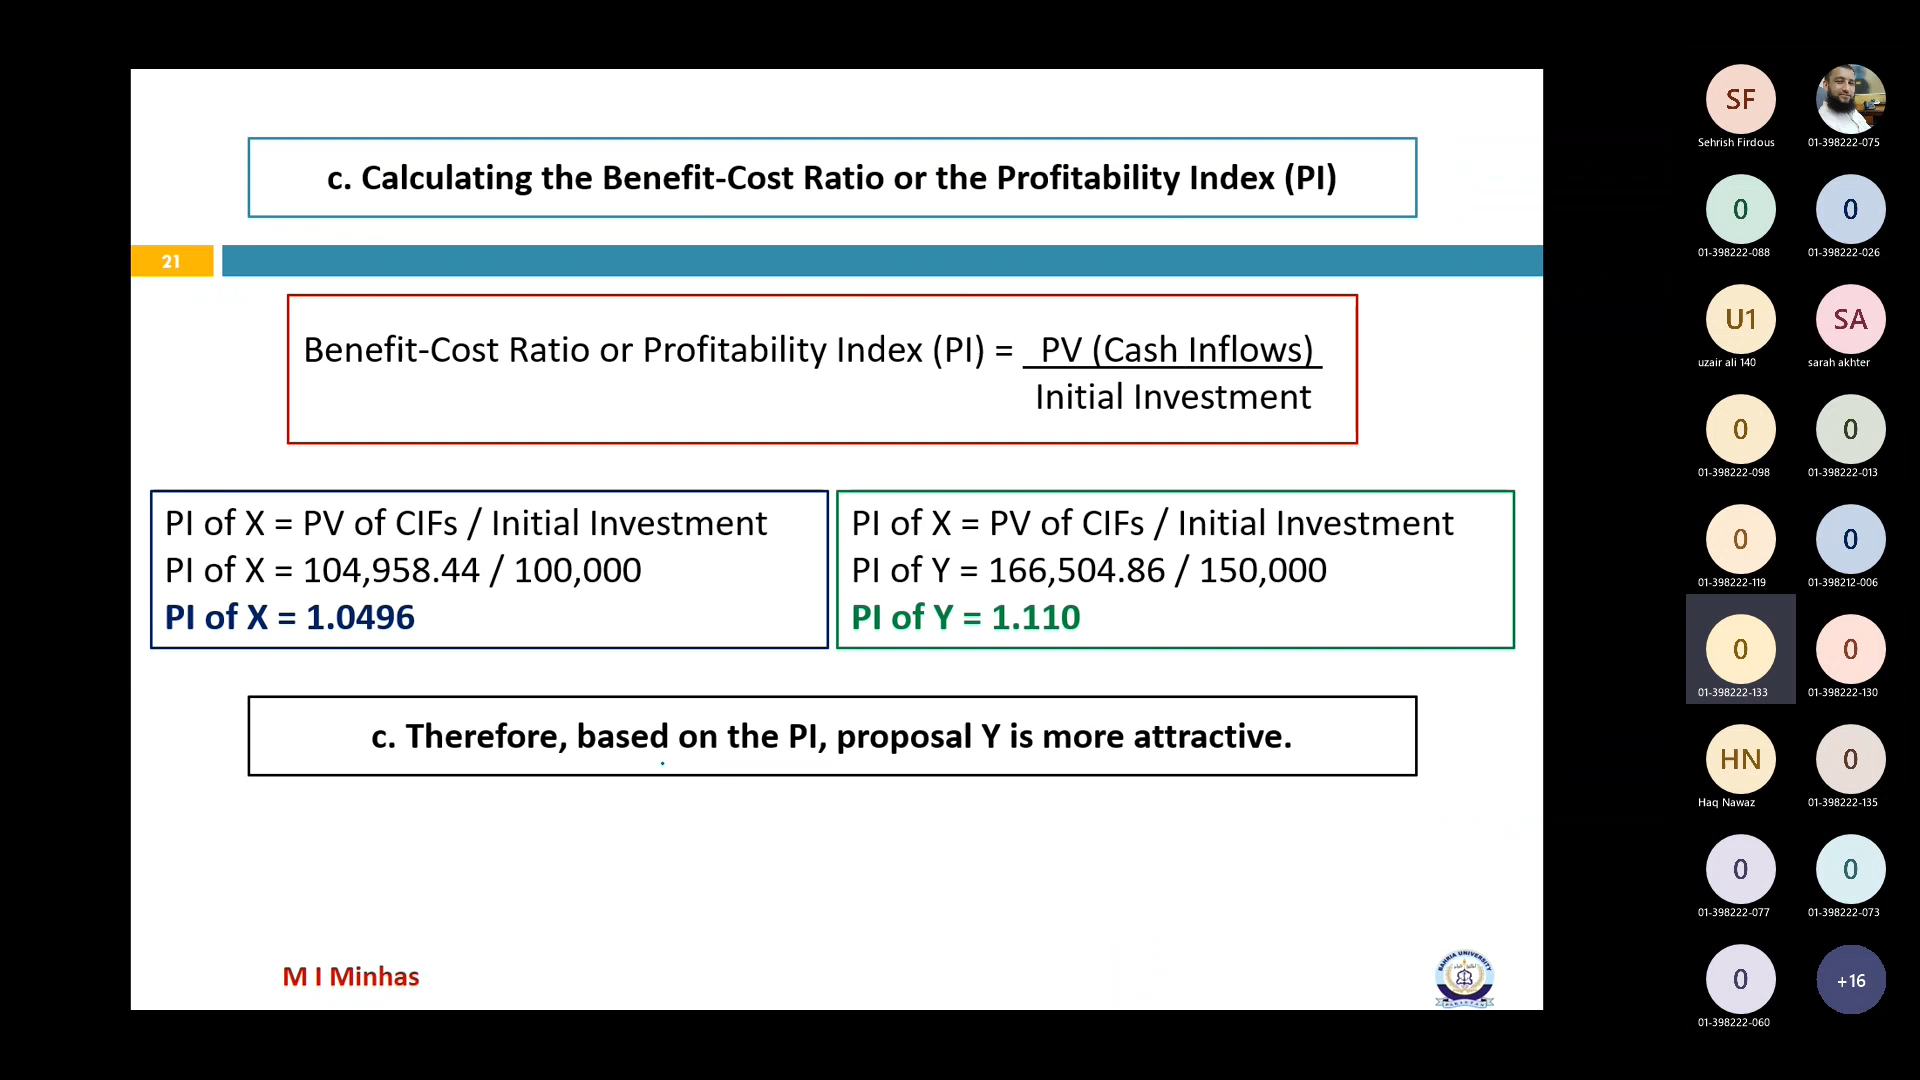 c. Calculating the Benefit-Cost Ratio or the Profitability Index (PI)
21
Benefit-Cost Ratio or Profitability Index (PI) = PV (Cash Inflows)
Initial Investment
PI of X = PV of CIFs / Initial Investment
PI of X = 104,958.44 / 100,000
PI of X = 1.0496
PI of X = PV of CIFs / Initial Investment
PI of Y = 166,504.86 / 150,000
PI of Y = 1.110
c. Therefore, based on the PI, proposal Y is more attractive.
M I Minhas
BAHRIA UNIVERSITY
PAKISTAN
SF
Sehrish Firdous
01-398222-075
0
01-398222-088
0
01-398222-026
U1
uzair ali 140
SA
sarah akhter
0
01-398222-098
0
01-398222-013
0
01-398222-119
0
01-398212-006
0
01-398222-133
0
01-398222-130
HN
Haq Nawaz
0
01-398222-135
0
01-398222-077
0
01-398222-073
0
01-398222-060
+16